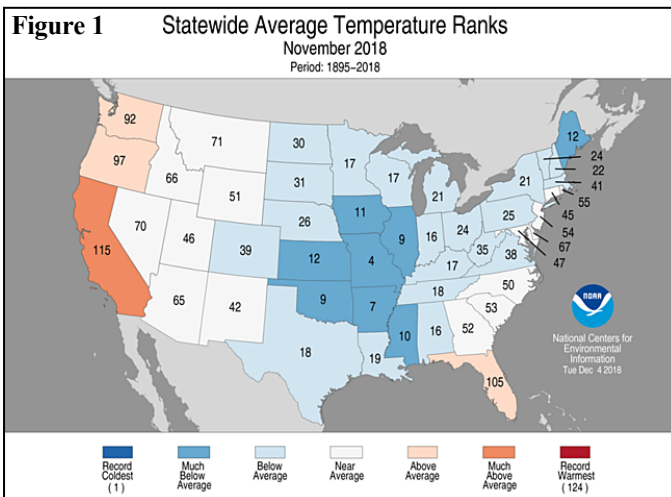 Figure 1
Statewide Average Temperature Ranks
November 2018
Period: 1895–2018
92
97
115
71
66
70
51
46
65
42
39
30
31
26
12
9
18
17
11
4
7
19
17
9
10
21
16
24
17
18
16
35
38
50
53
52
105
25
21
12
24
22
41
55
45
54
67
47
NOAA
National Centers for
Environmental
Information
Tue Dec 4 2018
Record
Coldest
(1)
Much
Below
Average
Below
Average
Near
Average
Above
Average
Much
Above
Average
Record
Warmest
(124)